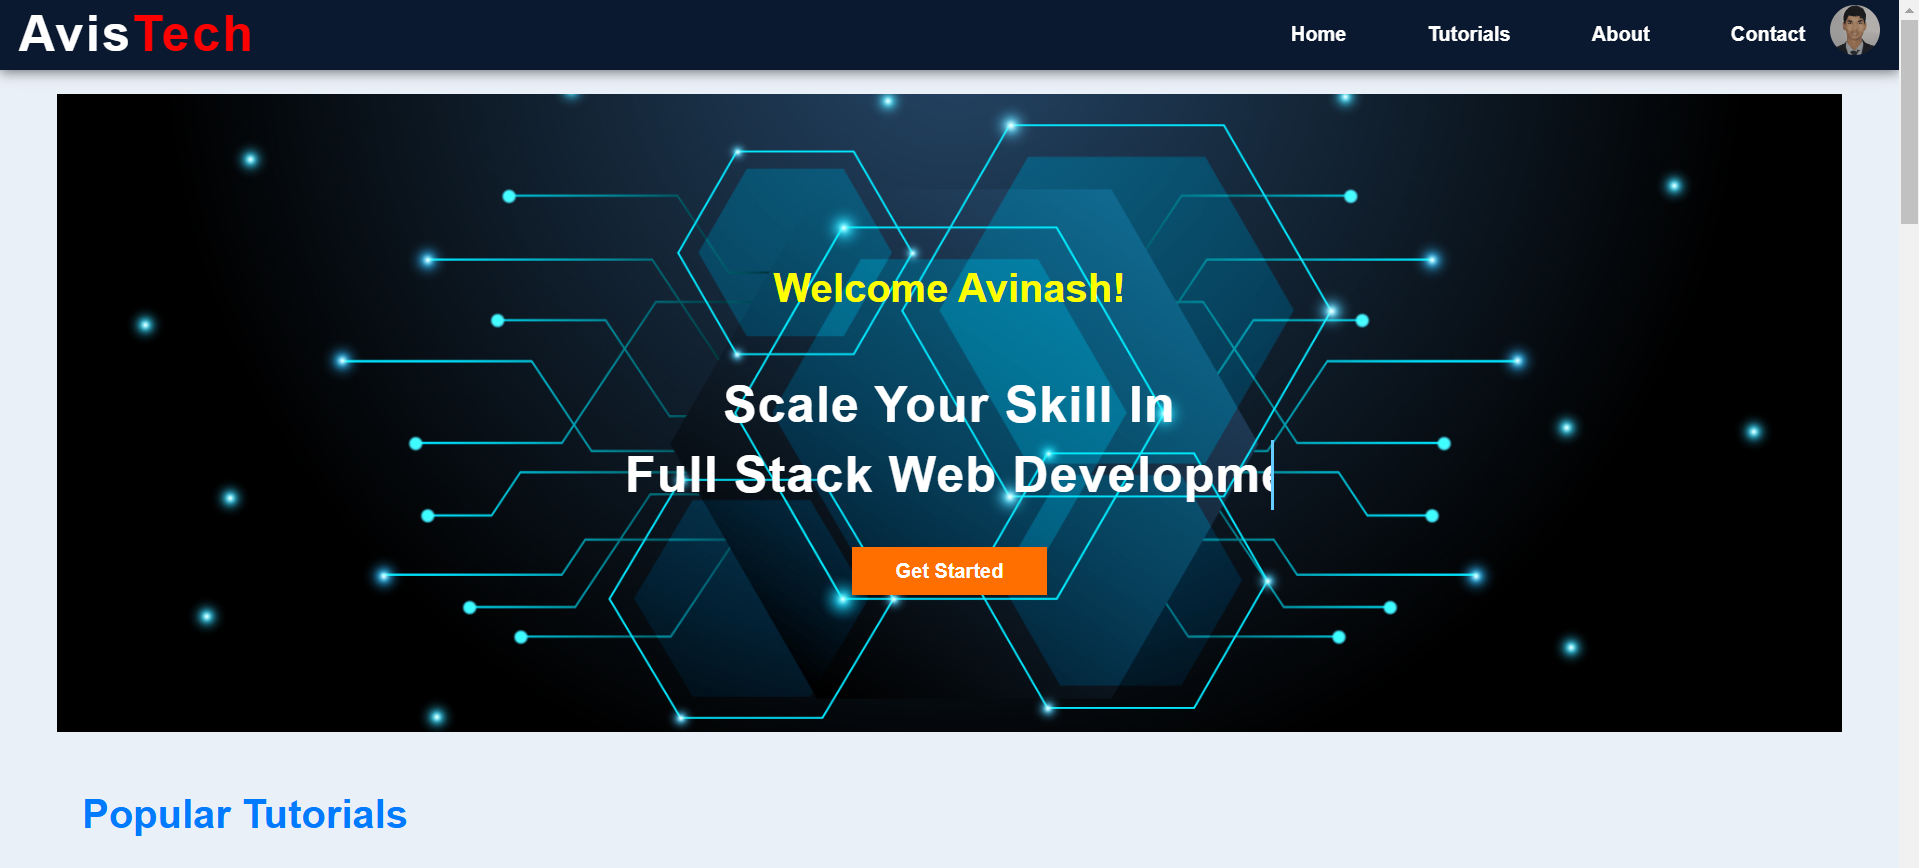 AvisTech
Home Tutorials About Contact
Welcome Avinash!
Scale Your Skill In
Full Stack Web Developme
Get Started
Popular Tutorials